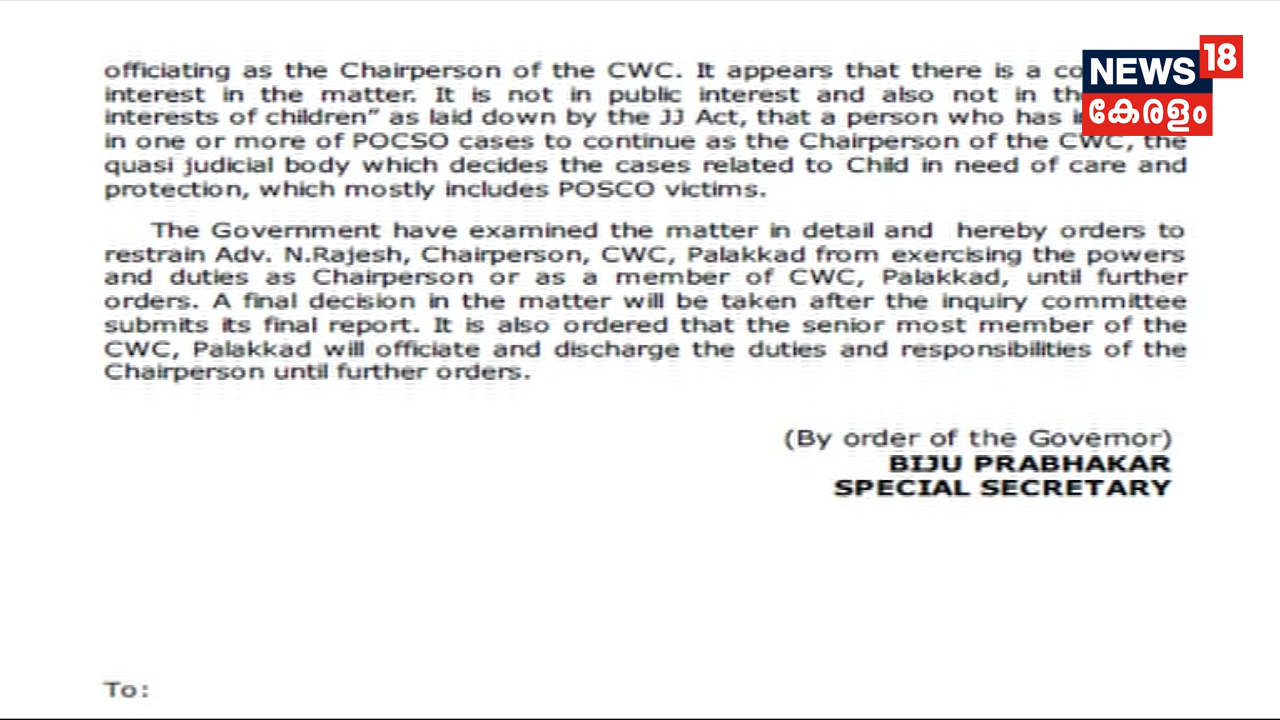 officiating as the Chairperson of the CWC. It appears that there is a co
interest in the matter. It is not in public interest and also not in th
interests of children” as laid down by the JJ Act, that a person who has
in one or more of POCSO cases to continue as the Chairperson of the CWC, the
quasi judicial body which decides the cases related to Child in need of care and
protection, which mostly includes POSCO victims.
The Government have examined the matter in detail and hereby orders to
restrain Adv. N.Rajesh, Chairperson, CWC, Palakkad from exercising the powers
and duties as Chairperson or as a member of CWC, Palakkad, until further
orders. A final decision in the matter will be taken after the inquiry committee
submits its final report. It is also ordered that the senior most member of the
CWC, Palakkad will officiate and discharge the duties and responsibilities of the
Chairperson until further orders.
(By order of the Governor)
BIJU PRABHAKAR
SPECIAL SECRETARY
To:
NEWS 18
കേരളം